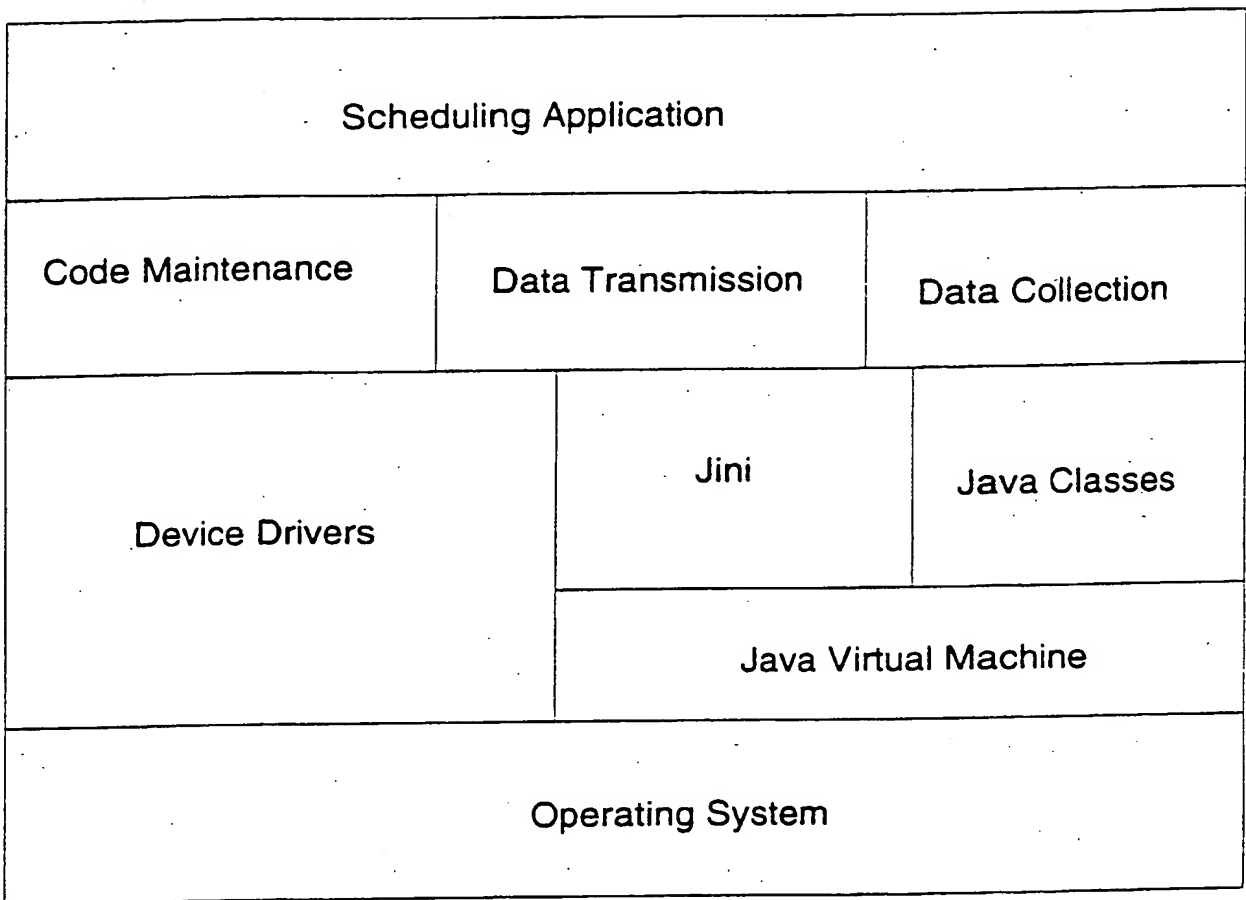 Scheduling Application
Code Maintenance
Data Transmission
Data Collection
Device Drivers
Jini
Java Classes
Java Virtual Machine
Operating System